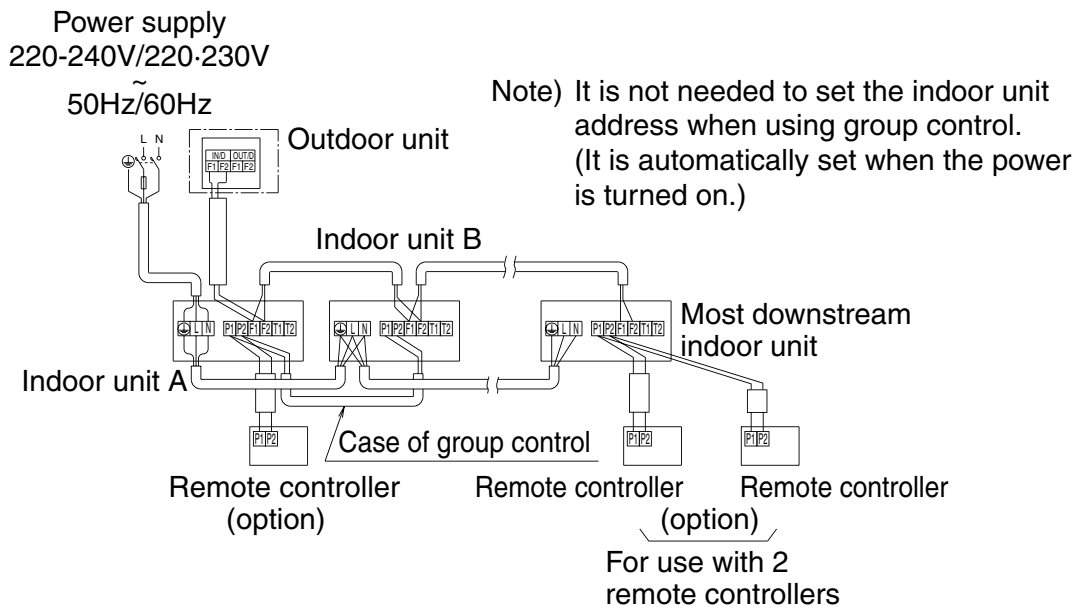 Power supply
220-240V/220·230V
~
50Hz/60Hz
Note) It is not needed to set the indoor unit
address when using group control.
(It is automatically set when the power
is turned on.)
L N
Outdoor unit
IN/D OUT/D
F1 F2 F1 F2
Indoor unit B
L N P1 P2 F1 F2 T1 T2
L N P1 P2 F1 F2 T1 T2
L N P1 P2 F1 F2 T1 T2
Most downstream
indoor unit
Indoor unit A
P1 P2
Case of group control
P1 P2
P1 P2
Remote controller
(option)
Remote controller
Remote controller
(option)
For use with 2
remote controllers